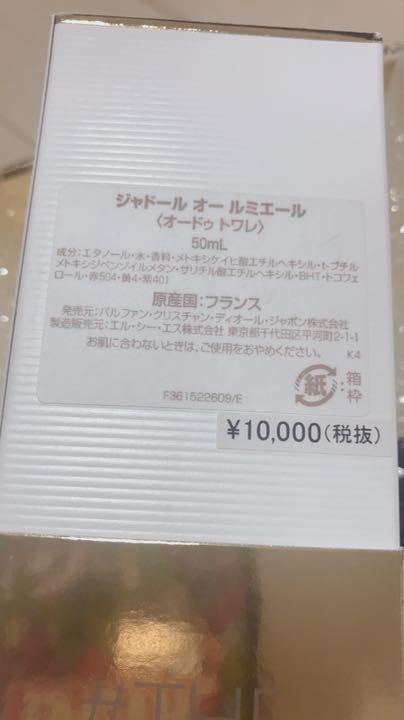 ジャドール オー ルミエール
〈オードゥ トワレ〉
50mL
成分:エタノール・水・香料・メトキシケイヒ酸エチルヘキシル・t-ブチル
メトキシジベンゾイルメタン・サリチル酸エチルヘキシル・BHT・トコフェ
ロール・赤504・黄4・紫401
原産国:フランス
発売元:パルファン・クリスチャン・ディオール・ジャポン株式会社
製造販売元:エル・シー・エス株式会社 東京都千代田区平河町2-1-1
お肌に合わないときは、ご使用をおやめください。 K4
紙:箱
枠
F361522609/E
¥10,000(税抜)
#THE